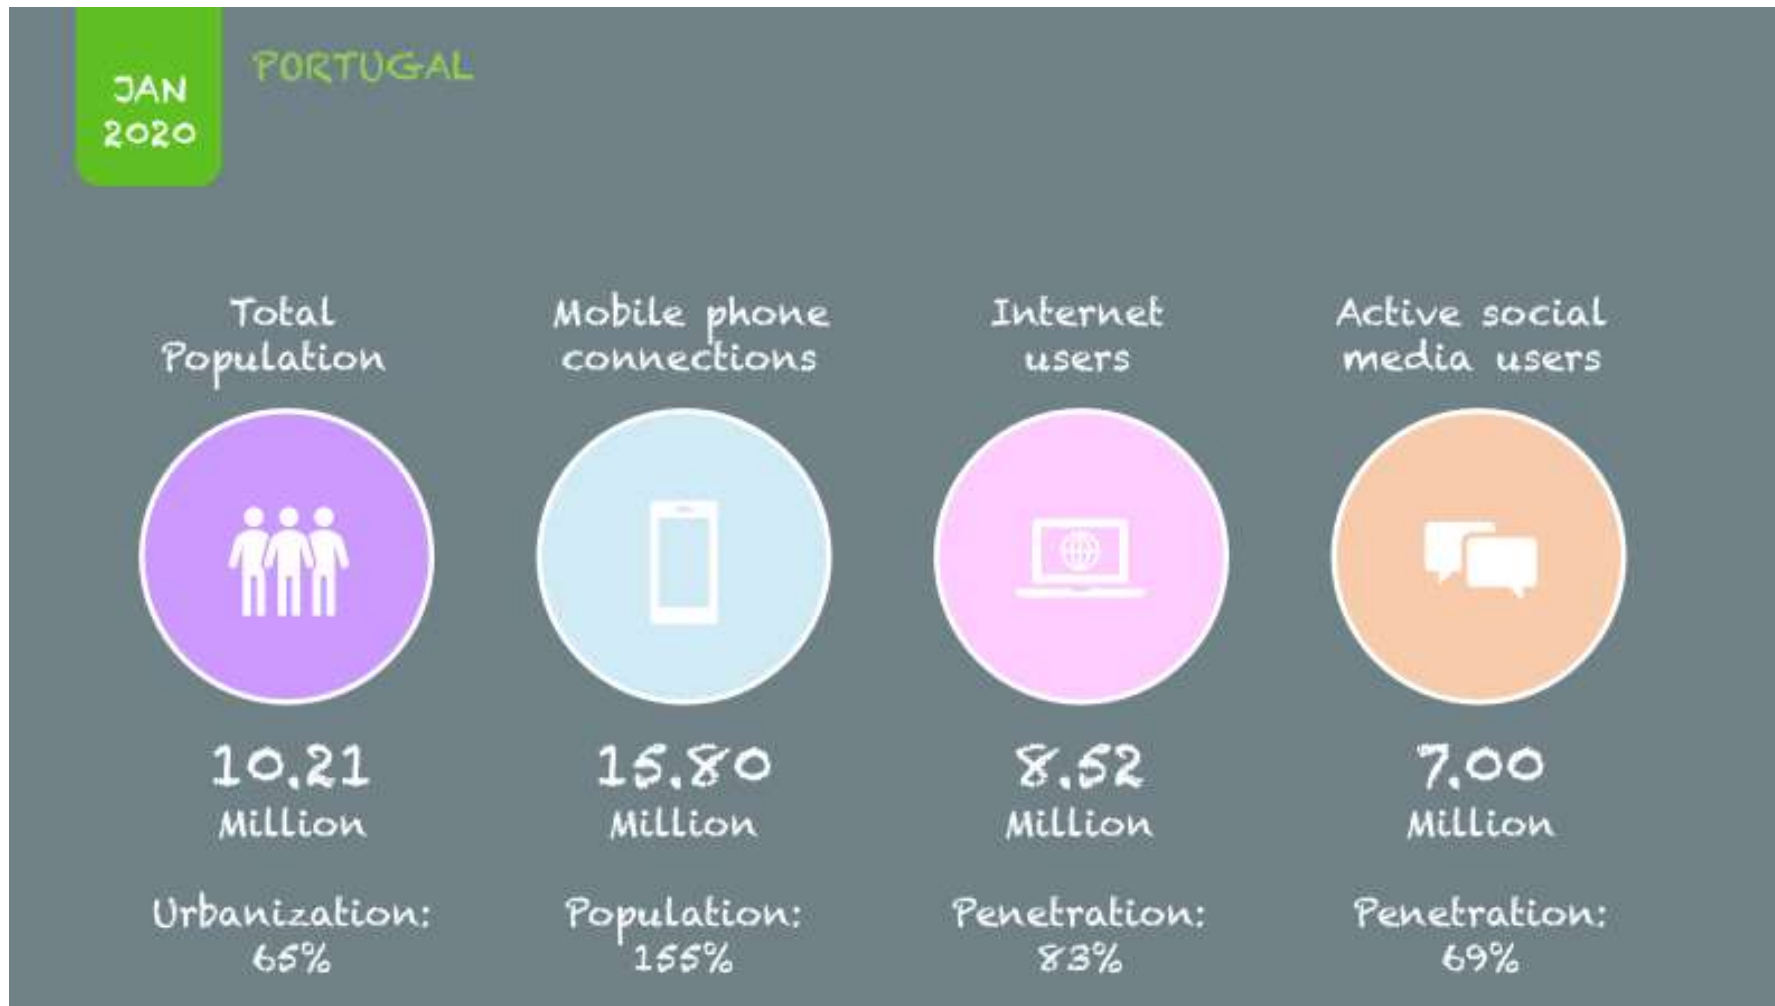 JAN
2020
PORTUGAL
Total
Population
10.21
Million
Urbanization:
65%
Mobile phone
connections
15.80
Million
Population:
155%
Internet
users
8.52
Million
Penetration:
83%
Active social
media users
7.00
Million
Penetration:
69%